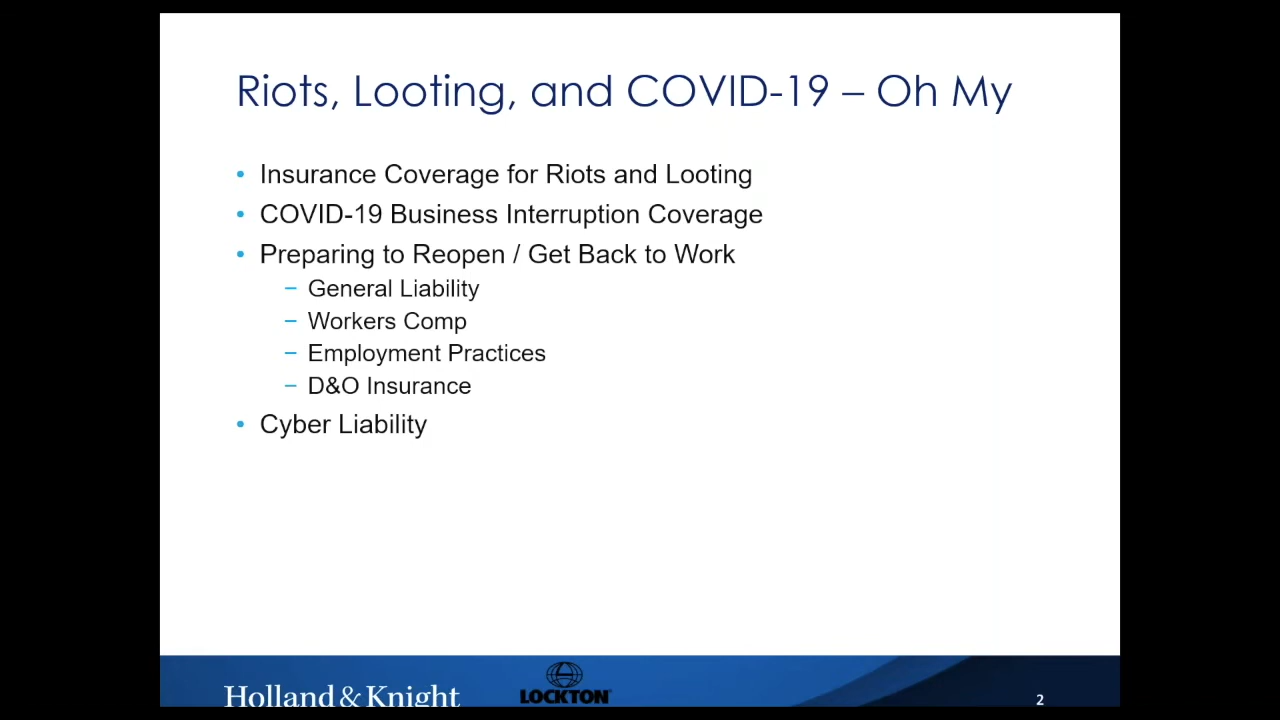 Riots, Looting, and COVID-19 – Oh My
• Insurance Coverage for Riots and Looting
• COVID-19 Business Interruption Coverage
• Preparing to Reopen / Get Back to Work
– General Liability
– Workers Comp
– Employment Practices
– D&O Insurance
• Cyber Liability
Holland & Knight
LOCKTON
2